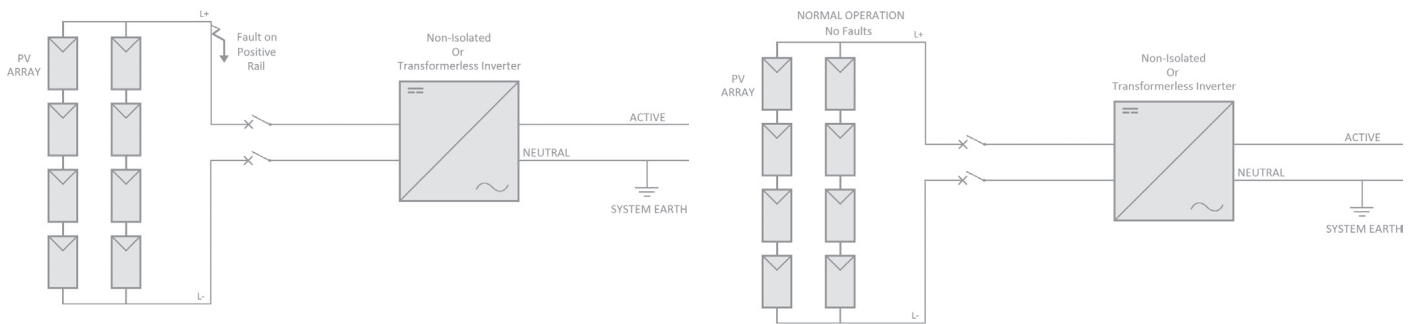 L+
Fault on
Positive
Rail
PV
ARRAY
Non-Isolated
Or
Transformerless Inverter
ACTIVE
NEUTRAL
SYSTEM EARTH
L-
NORMAL OPERATION
No Faults
L+
PV
ARRAY
Non-Isolated
Or
Transformerless Inverter
ACTIVE
NEUTRAL
SYSTEM EARTH
L-